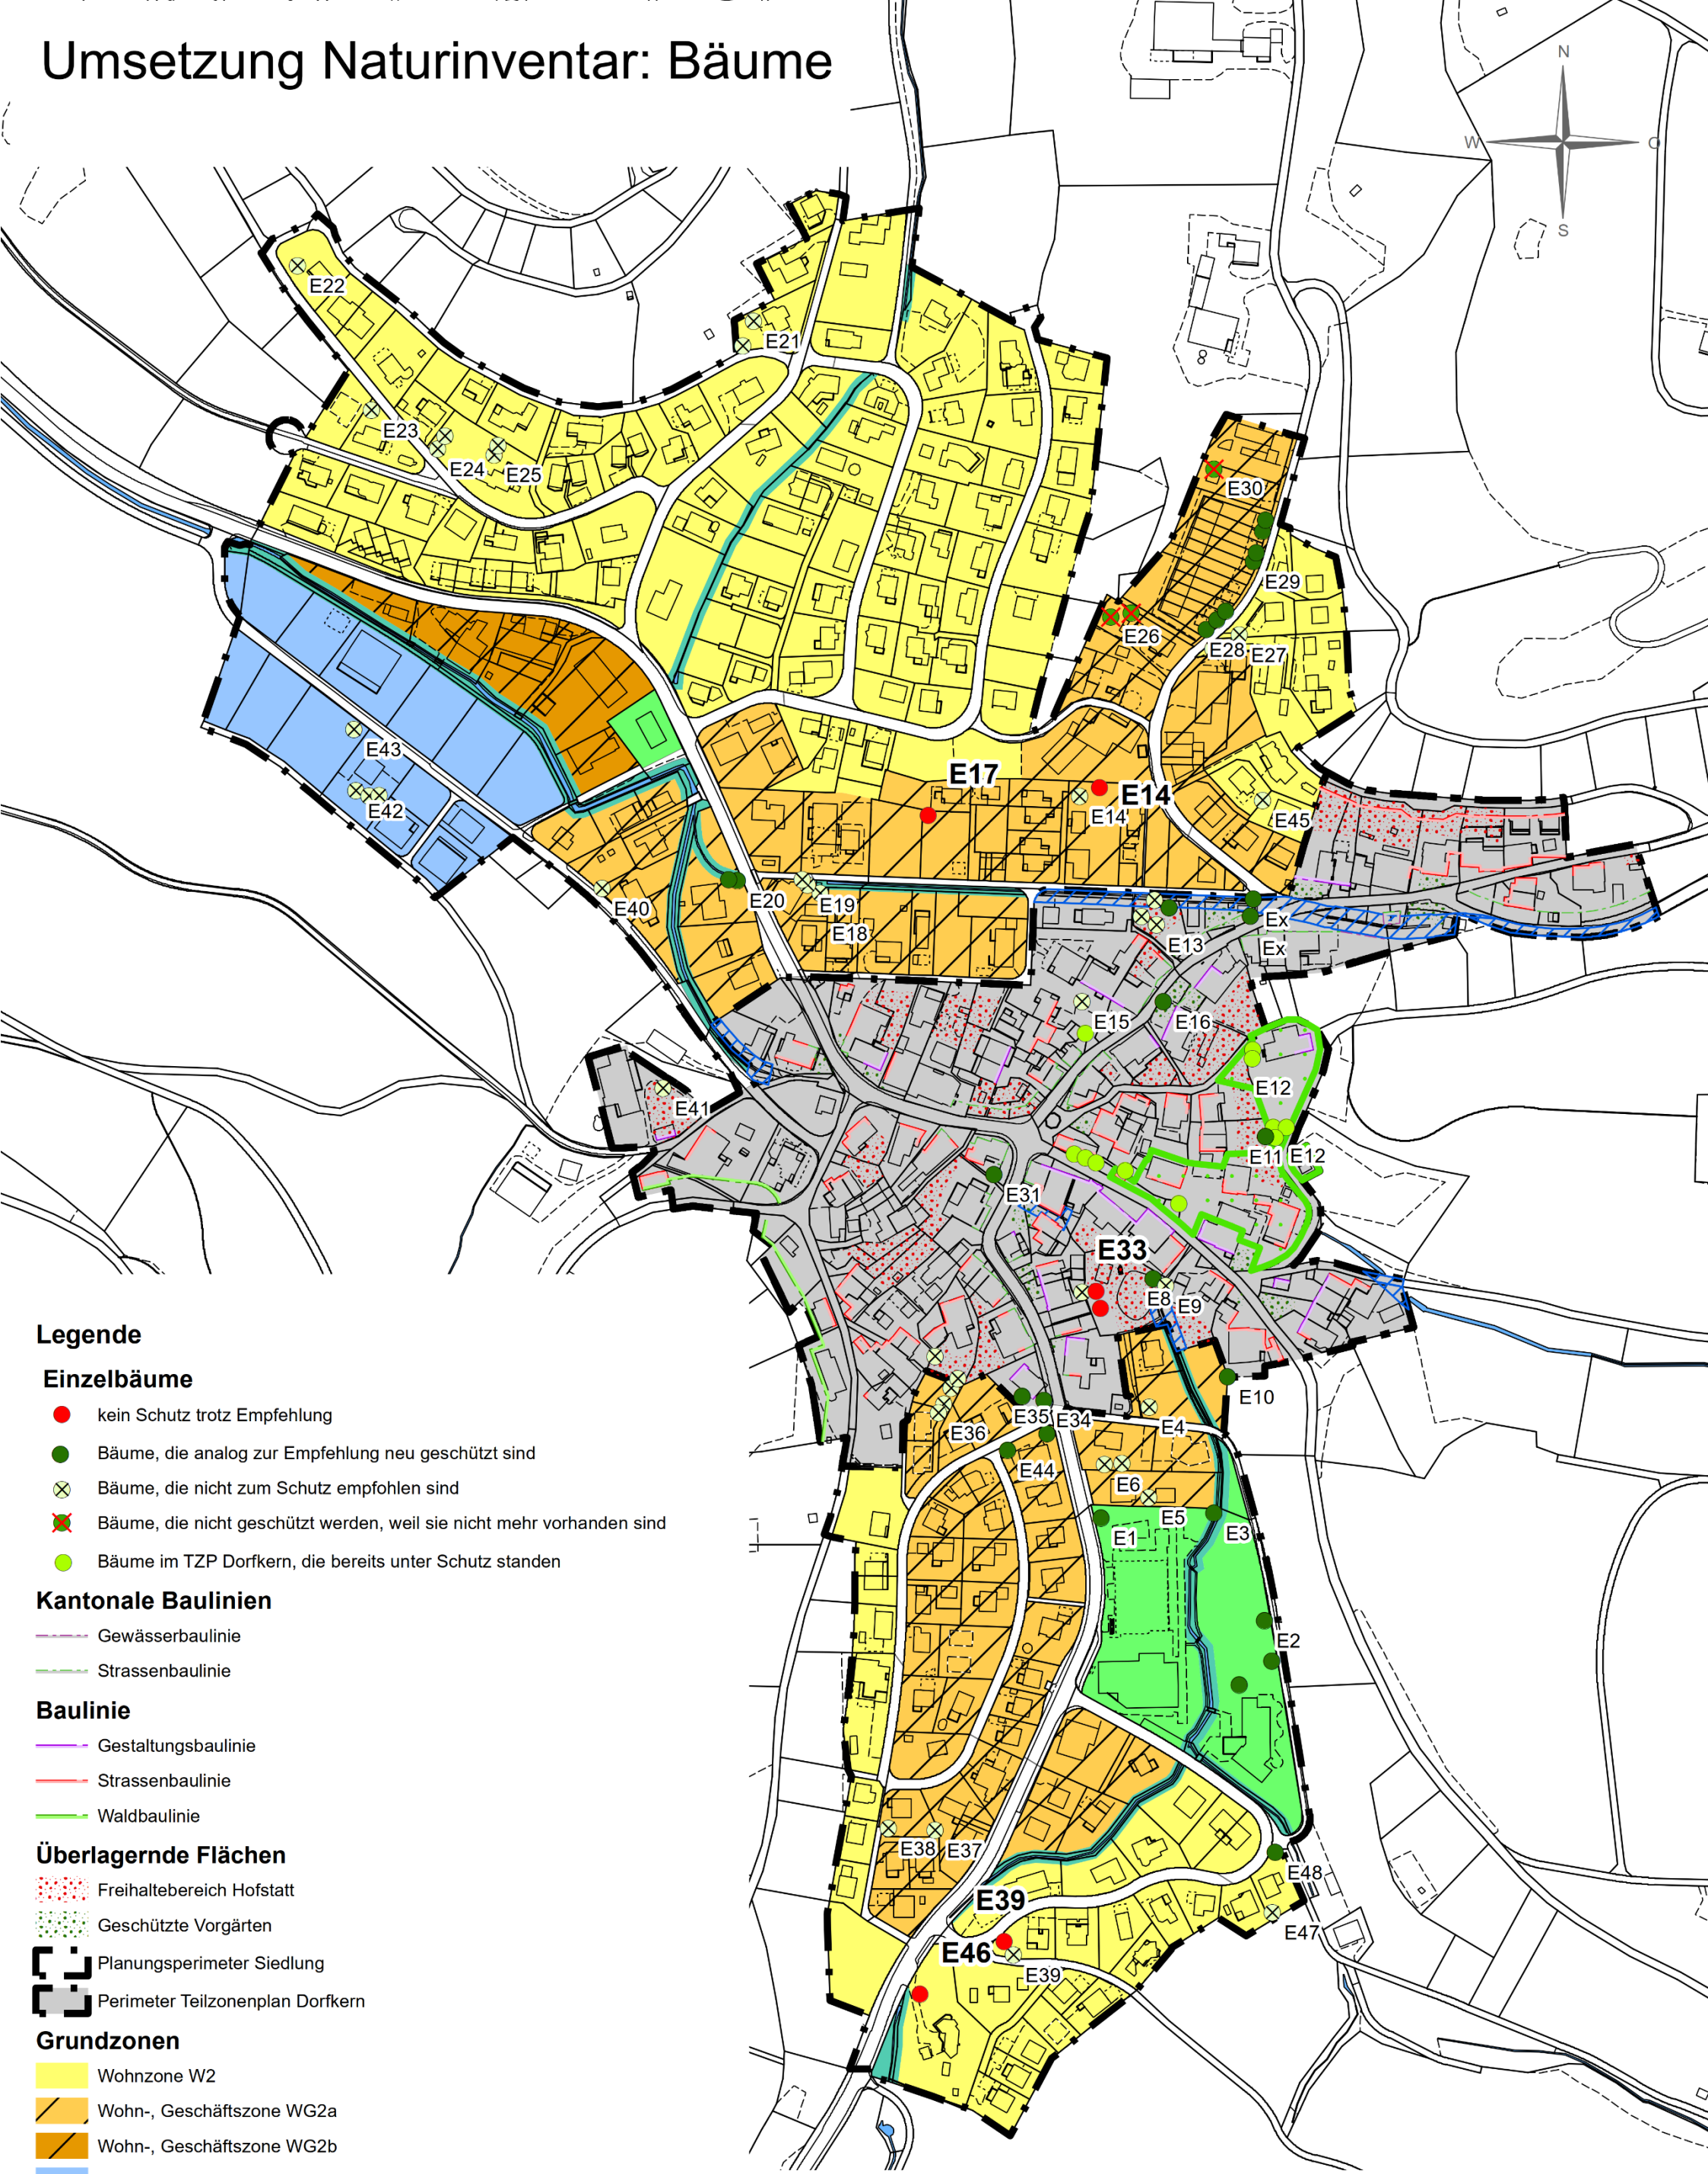 Umsetzung Naturinventar: Bäume
N
W
O
S
E22
E21
E23
E24
E25
E30
E29
E26
E28
E27
E43
E42
E17
E14
E14
E45
E40
E20
E19
E18
E13
Ex
Ex
E15
E16
E12
E41
E11
E12
E31
E33
E8
E9
E10
E35
E34
E36
E4
E44
E6
E5
E1
E3
E2
E38
E37
E48
E39
E47
E46
E39
Legende
Einzelbäume
kein Schutz trotz Empfehlung
Bäume, die analog zur Empfehlung neu geschützt sind
Bäume, die nicht zum Schutz empfohlen sind
Bäume, die nicht geschützt werden, weil sie nicht mehr vorhanden sind
Bäume im TZP Dorfkern, die bereits unter Schutz standen
Kantonale Baulinien
Gewässerbaulinie
Strassenbaulinie
Baulinie
Gestaltungsbaulinie
Strassenbaulinie
Waldbaulinie
Überlagernde Flächen
Freihaltebereich Hofstatt
Geschützte Vorgärten
Planungsperimeter Siedlung
Perimeter Teilzonenplan Dorfkern
Grundzonen
Wohnzone W2
Wohn-, Geschäftszone WG2a
Wohn-, Geschäftszone WG2b